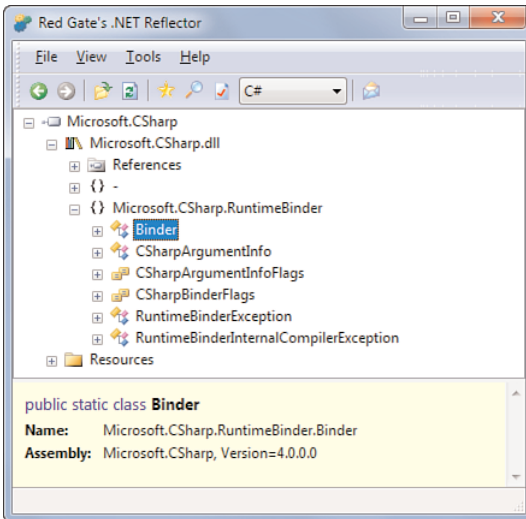 Red Gate's .NET Reflector
File View Tools Help
C#
Microsoft.CSharp
Microsoft.CSharp.dll
References
{} -
{} Microsoft.CSharp.RuntimeBinder
Binder
CSharpArgumentInfo
CSharpArgumentInfoFlags
CSharpBinderFlags
RuntimeBinderException
RuntimeBinderInternalCompilerException
Resources
public static class Binder
Name: Microsoft.CSharp.RuntimeBinder.Binder
Assembly: Microsoft.CSharp, Version=4.0.0.0